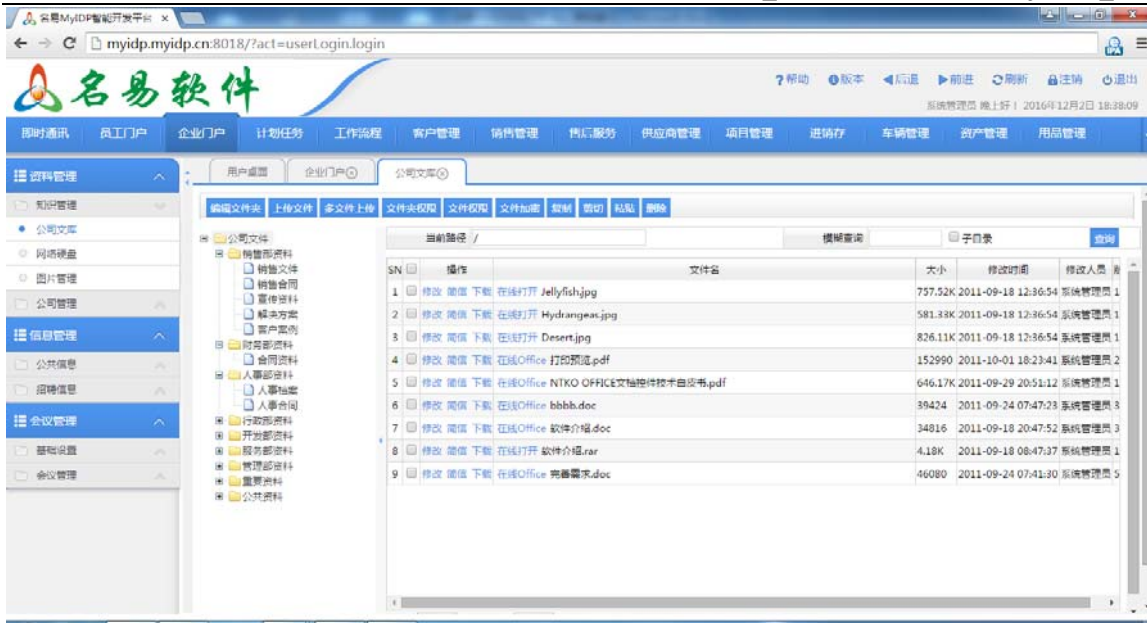 名易MyIDP智能开发平台 ×
myidp.myidp.cn:8018/?act=userLogin.login
名易软件
?帮助 版本 后退 前进 刷新 注销 退出
系统管理员 晚上好! 2016年12月2日 18:38:09
即时通讯 员工门户 企业门户 计划任务 工作流程 客户管理 销售管理 售后服务 供应商管理 项目管理 进销存 车辆管理 资产管理 用品管理
资料管理
知识管理
公司文库
网络硬盘
图片管理
公司管理
信息管理
公共信息
招聘信息
会议管理
基础设置
会议管理
用户桌面 企业门户 公司文库
编辑文件夹 上传文件 多文件上传 文件夹权限 文件权限 文件加密 复制 剪切 粘贴 删除
公司文件
销售部资料
销售文件
销售合同
宣传资料
解决方案
客户案例
财务部资料
合同资料
人事部资料
人事档案
人事合同
行政部资料
开发部资料
服务部资料
管理部资料
重要资料
公共资料
当前路径 / 模糊查询 子目录 查询
SN 操作 文件名 大小 修改时间 修改人员
1 修改 简信 下载 在线打开 Jellyfish.jpg 757.52K 2011-09-18 12:36:54 系统管理员 1
2 修改 简信 下载 在线打开 Hydrangeas.jpg 581.33K 2011-09-18 12:36:54 系统管理员 1
3 修改 简信 下载 在线打开 Desert.jpg 826.11K 2011-09-18 12:36:54 系统管理员 1
4 修改 简信 下载 在线Office 打印预览.pdf 152990 2011-10-01 18:23:41 系统管理员 2
5 修改 简信 下载 在线Office NTKO OFFICE文档控件技术白皮书.pdf 646.17K 2011-09-29 20:51:12 系统管理员 1
6 修改 简信 下载 在线Office bbbb.doc 39424 2011-09-24 07:47:23 系统管理员 3
7 修改 简信 下载 在线Office 软件介绍.doc 34816 2011-09-18 20:47:52 系统管理员 3
8 修改 简信 下载 在线打开 软件介绍.rar 4.18K 2011-09-18 08:47:37 系统管理员 1
9 修改 简信 下载 在线Office 完善需求.doc 46080 2011-09-24 07:41:30 系统管理员 5